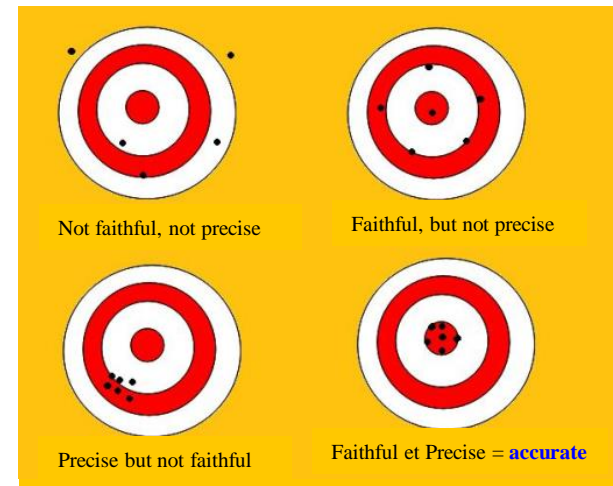 Not faithful, not precise
Faithful, but not precise
Precise but not faithful
Faithful et Precise = accurate